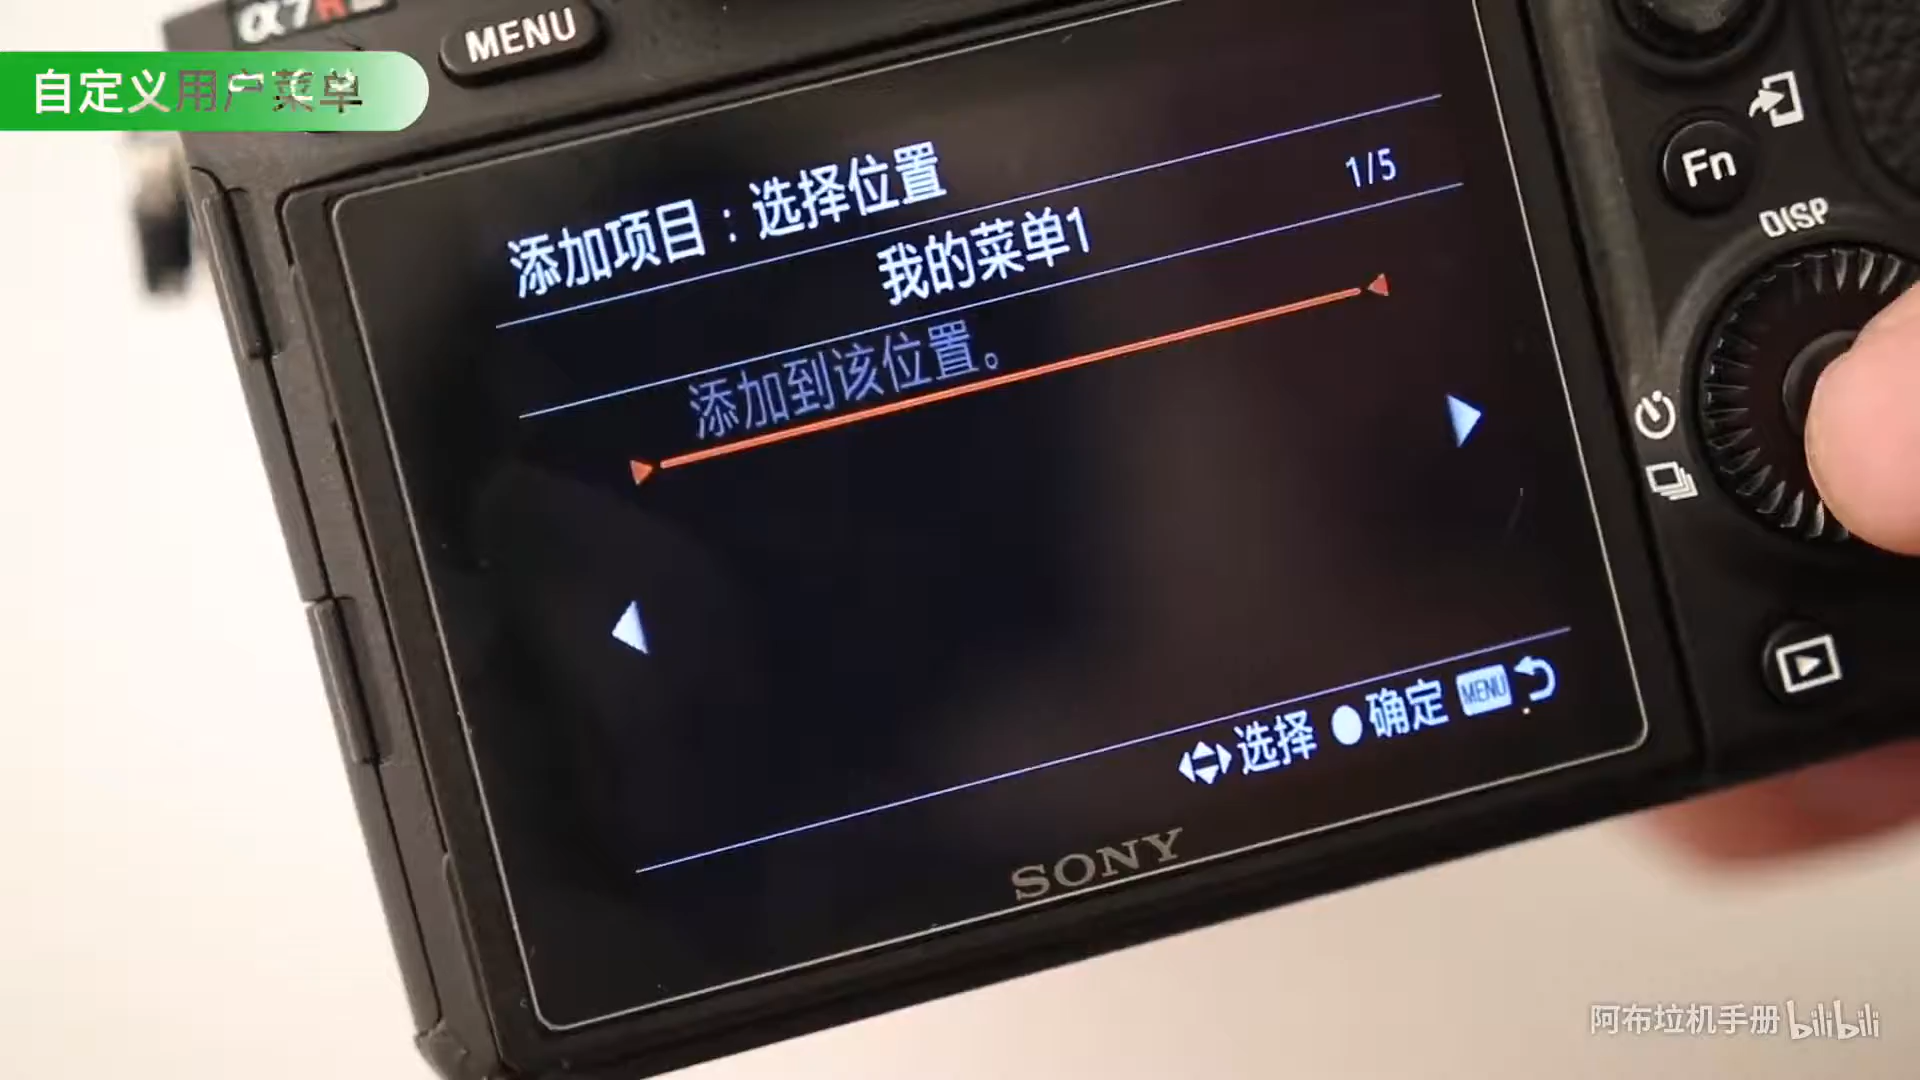 α7R
MENU
自定义用户菜单
添加项目：选择位置
我的菜单1
1/5
添加到该位置。
选择 确定 MENU
SONY
Fn
DISP
阿布垃机手册 bilibili